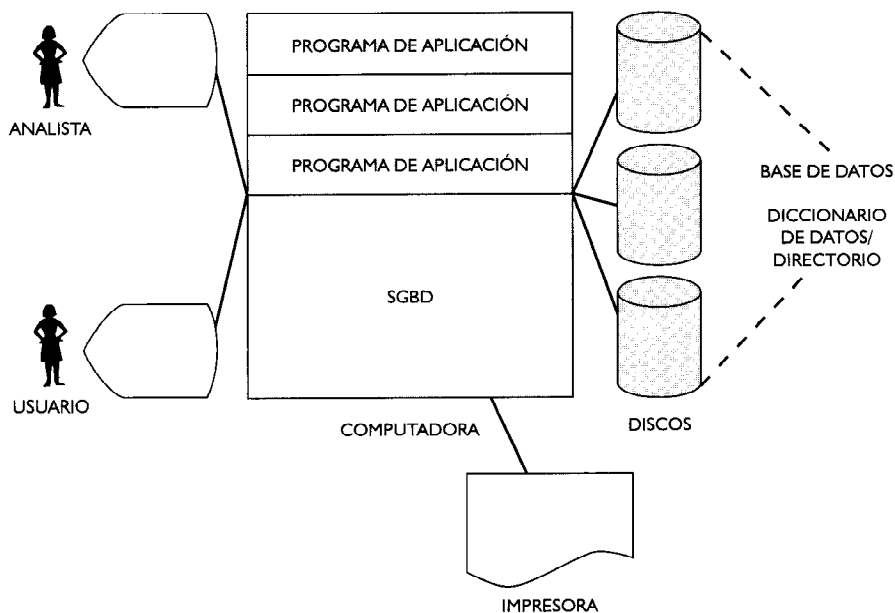 PROGRAMA DE APLICACIÓN
PROGRAMA DE APLICACIÓN
PROGRAMA DE APLICACIÓN
ANALISTA
BASE DE DATOS
DICCIONARIO
DE DATOS/
DIRECTORIO
SGBD
USUARIO
COMPUTADORA
DISCOS
IMPRESORA